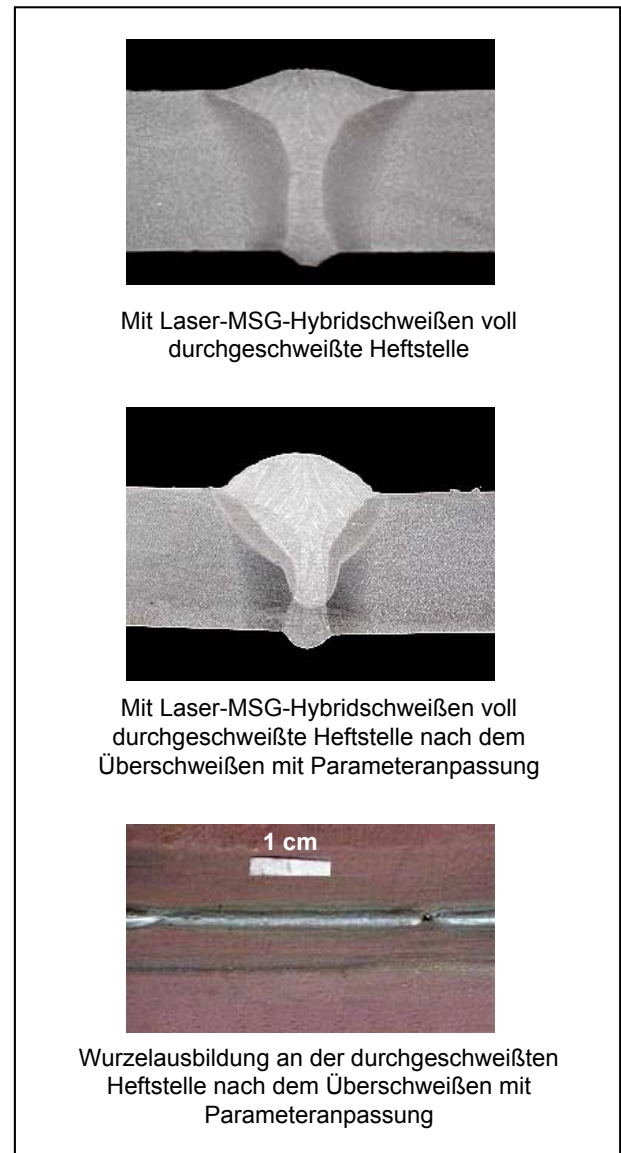 Mit Laser-MSG-Hybridschweißen voll
durchgeschweißte Heftstelle
Mit Laser-MSG-Hybridschweißen voll
durchgeschweißte Heftstelle nach dem
Überschweißen mit Parameteranpassung
1 cm
Wurzelausbildung an der durchgeschweißten
Heftstelle nach dem Überschweißen mit
Parameteranpassung